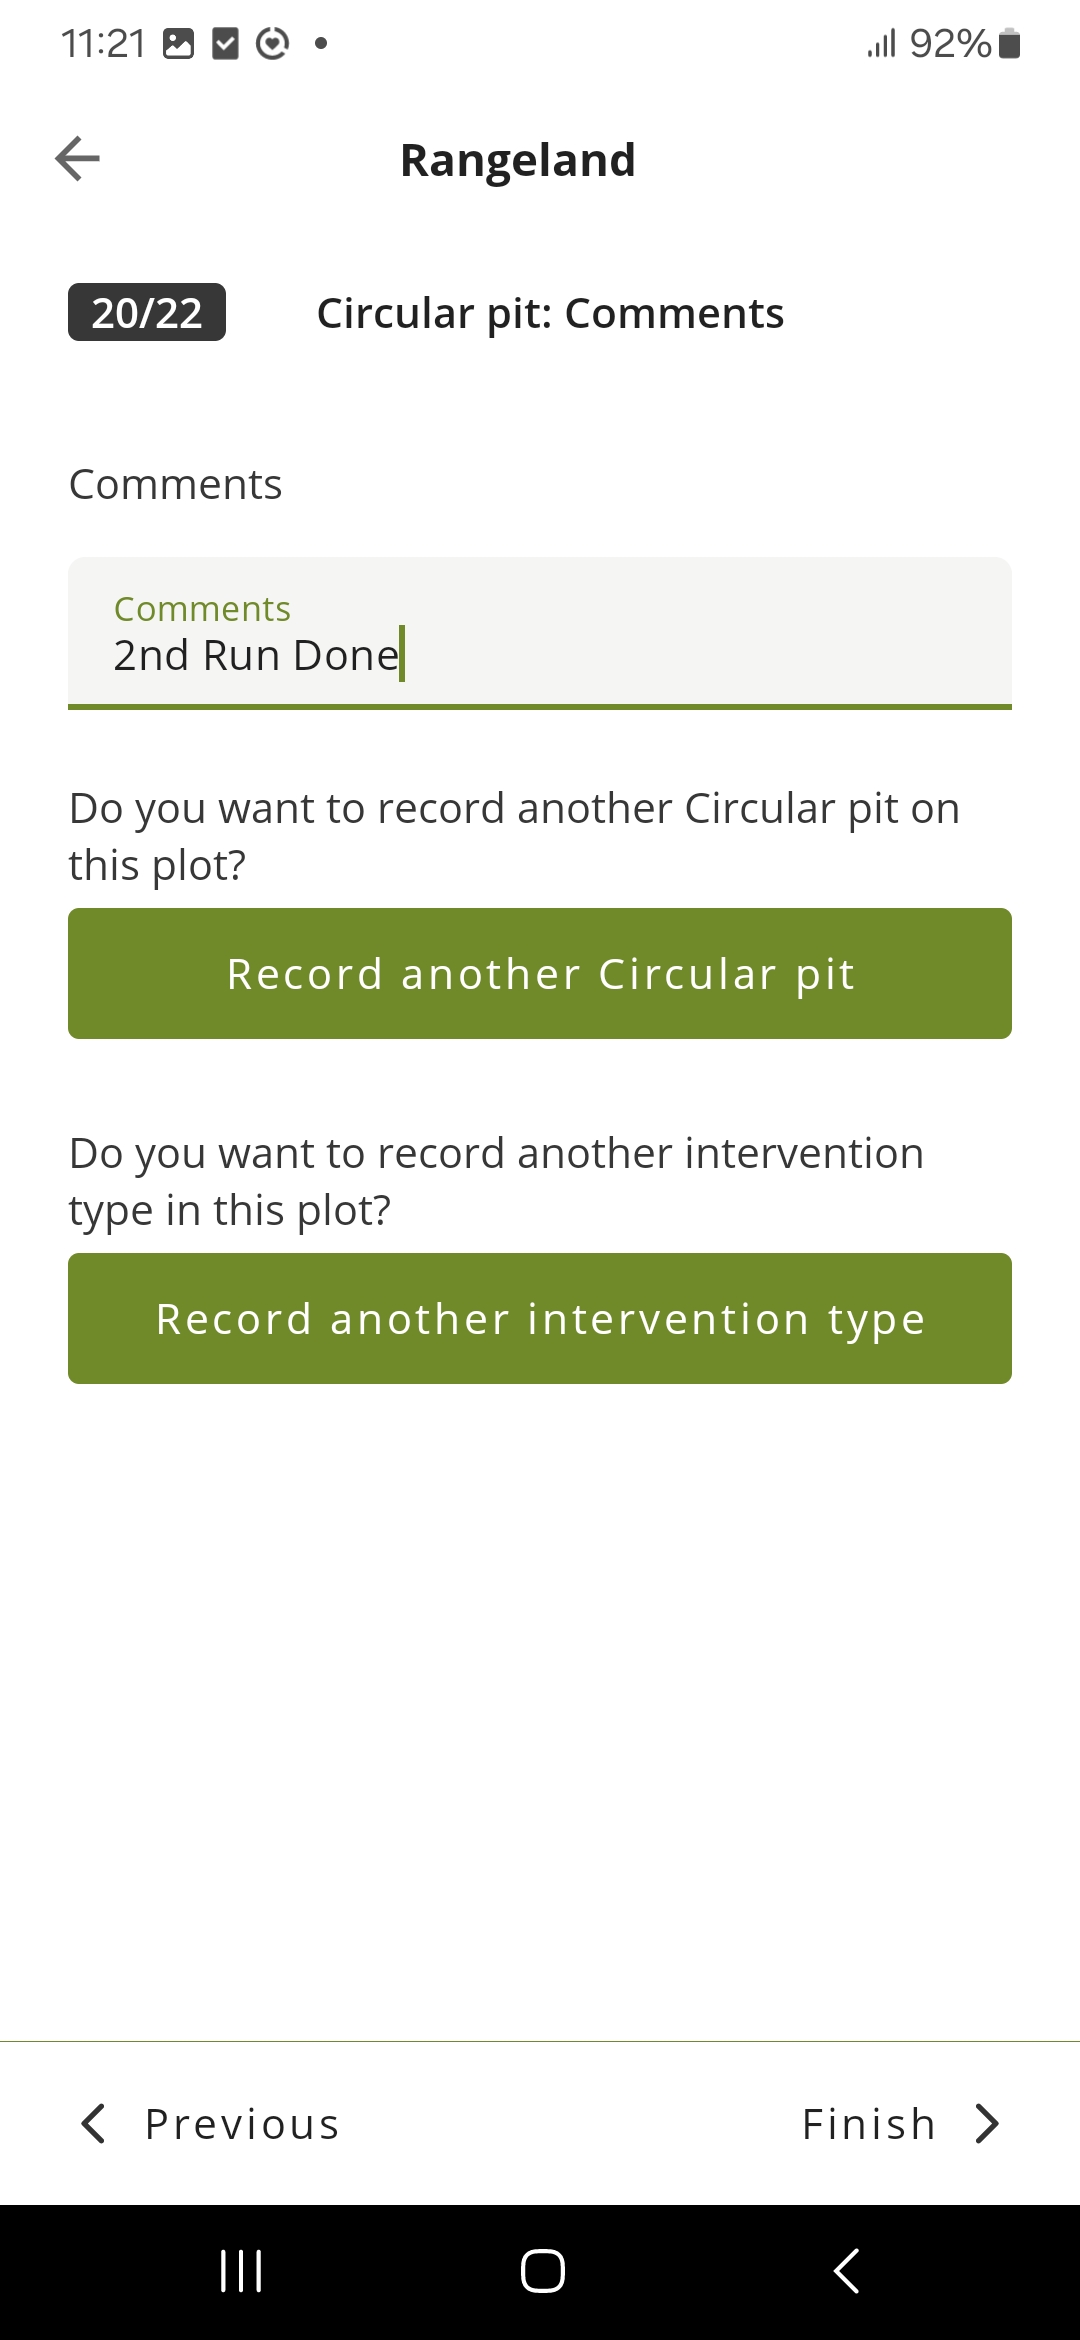 11:21
92%
Rangeland
20/22
Circular pit: Comments
Comments
Comments
2nd Run Done
Do you want to record another Circular pit on
this plot?
Record another Circular pit
Do you want to record another intervention
type in this plot?
Record another intervention type
Previous
Finish